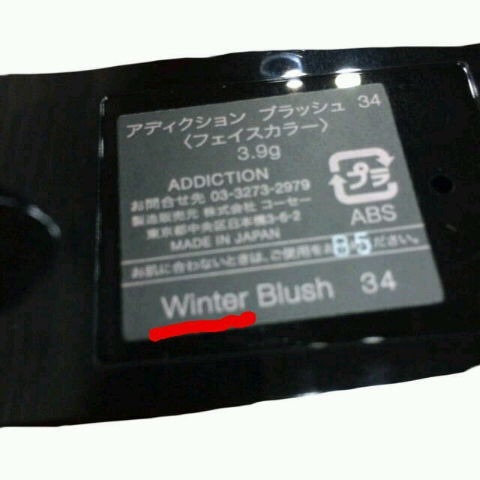 アディクション ブラッシュ 34
〈フェイスカラー〉
3.9g
ADDICTION
お問合せ先 03-3273-2979
製造販売元 株式会社 コーセー
東京都中央区日本橋3-6-2
MADE IN JAPAN
プラ
ABS
お肌に合わないときは、ご使用をお ださい。
B5
Winter Blush 34